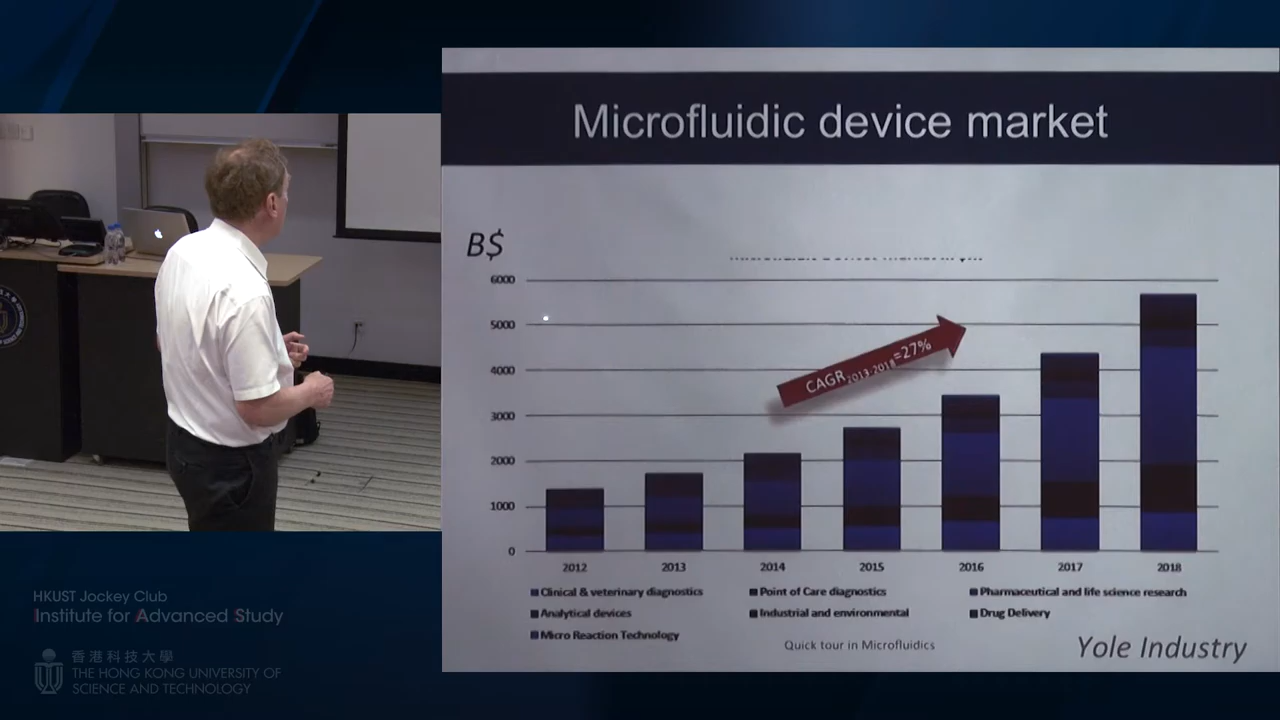 Microfluidic device market
B$
6000
5000
4000
3000
2000
1000
0
CAGR2013-2018=27%
2012 2013 2014 2015 2016 2017 2018
Clinical & veterinary diagnostics Point of Care diagnostics Pharmaceutical and life science research
Analytical devices Industrial and environmental Drug Delivery
Micro Reaction Technology
Quick tour in Microfluidics
Yole Industry
HKUST Jockey Club
Institute for Advanced Study
香港科技大學
THE HONG KONG UNIVERSITY OF
SCIENCE AND TECHNOLOGY